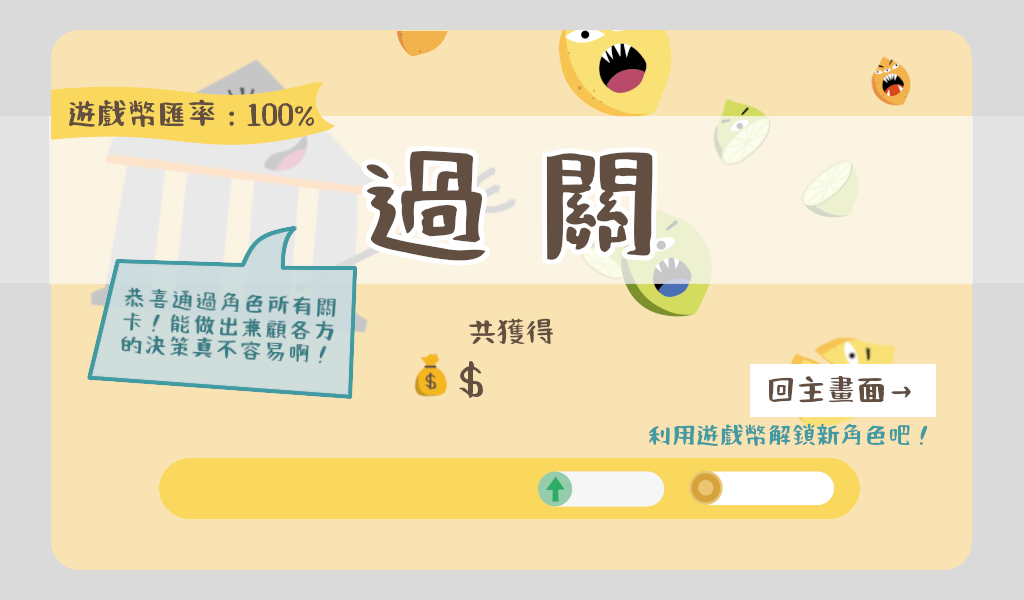 遊戲幣匯率：100%
過關
恭喜通過角色所有關
卡！能做出兼顧各方
的決策真不容易啊！
共獲得
$ $
回主畫面→
利用遊戲幣解鎖新角色吧！